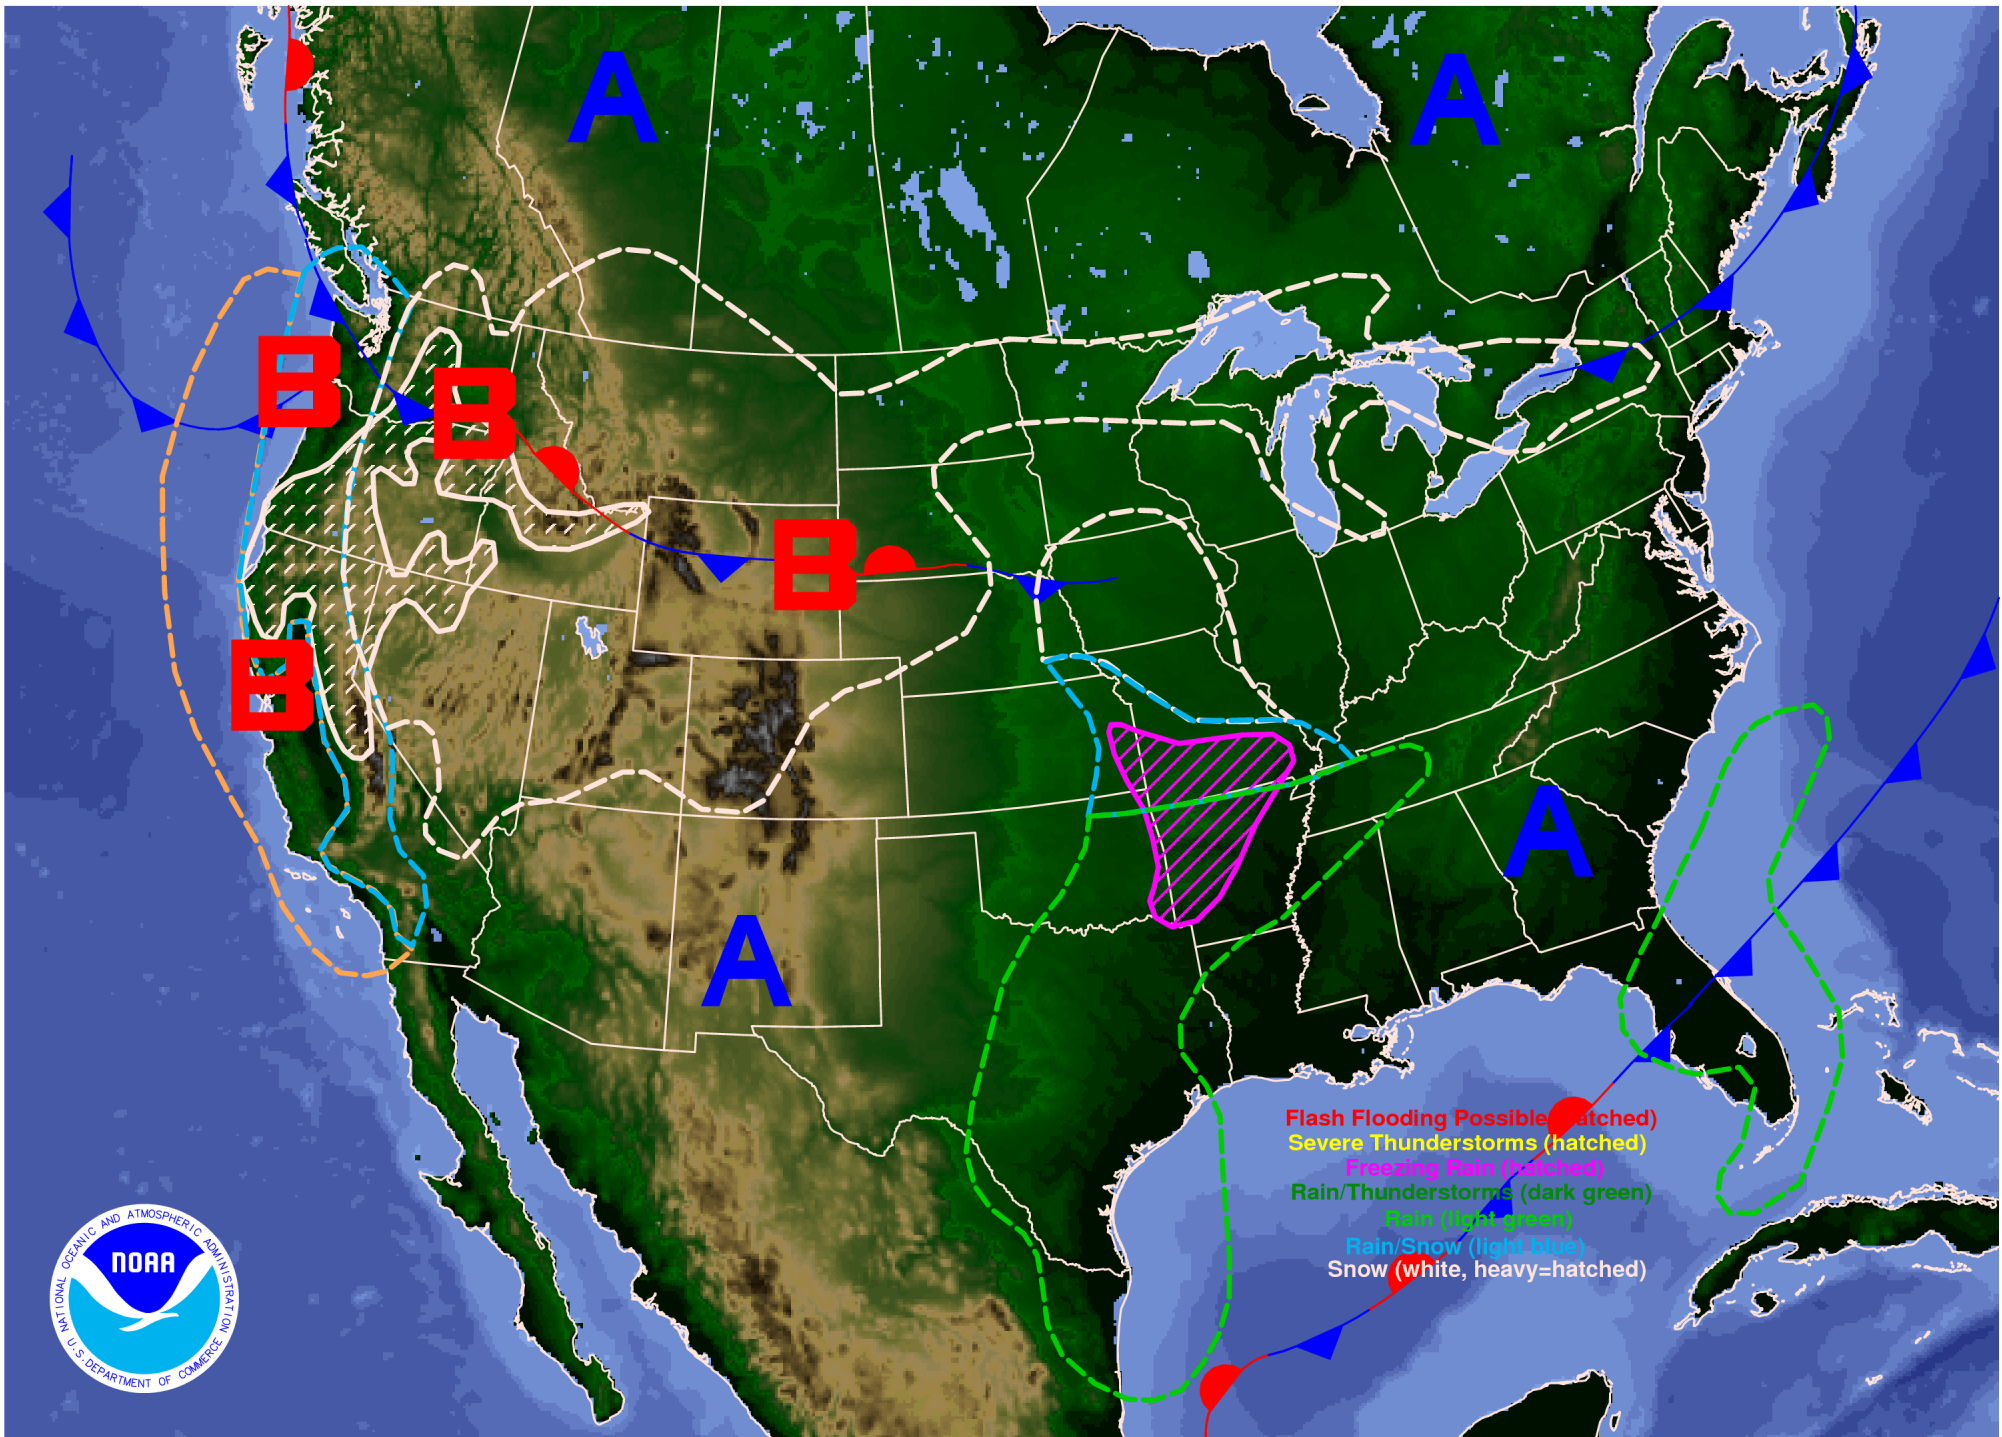 A
A
B
B
B
B
A
A
Flash Flooding Possible (hatched)
Severe Thunderstorms (hatched)
Freezing Rain (hatched)
Rain/Thunderstorms (dark green)
Rain (light green)
Rain/Snow (light blue)
Snow (white, heavy=hatched)
NATIONAL OCEANIC AND ATMOSPHERIC ADMINISTRATION
NOAA
U.S. DEPARTMENT OF COMMERCE